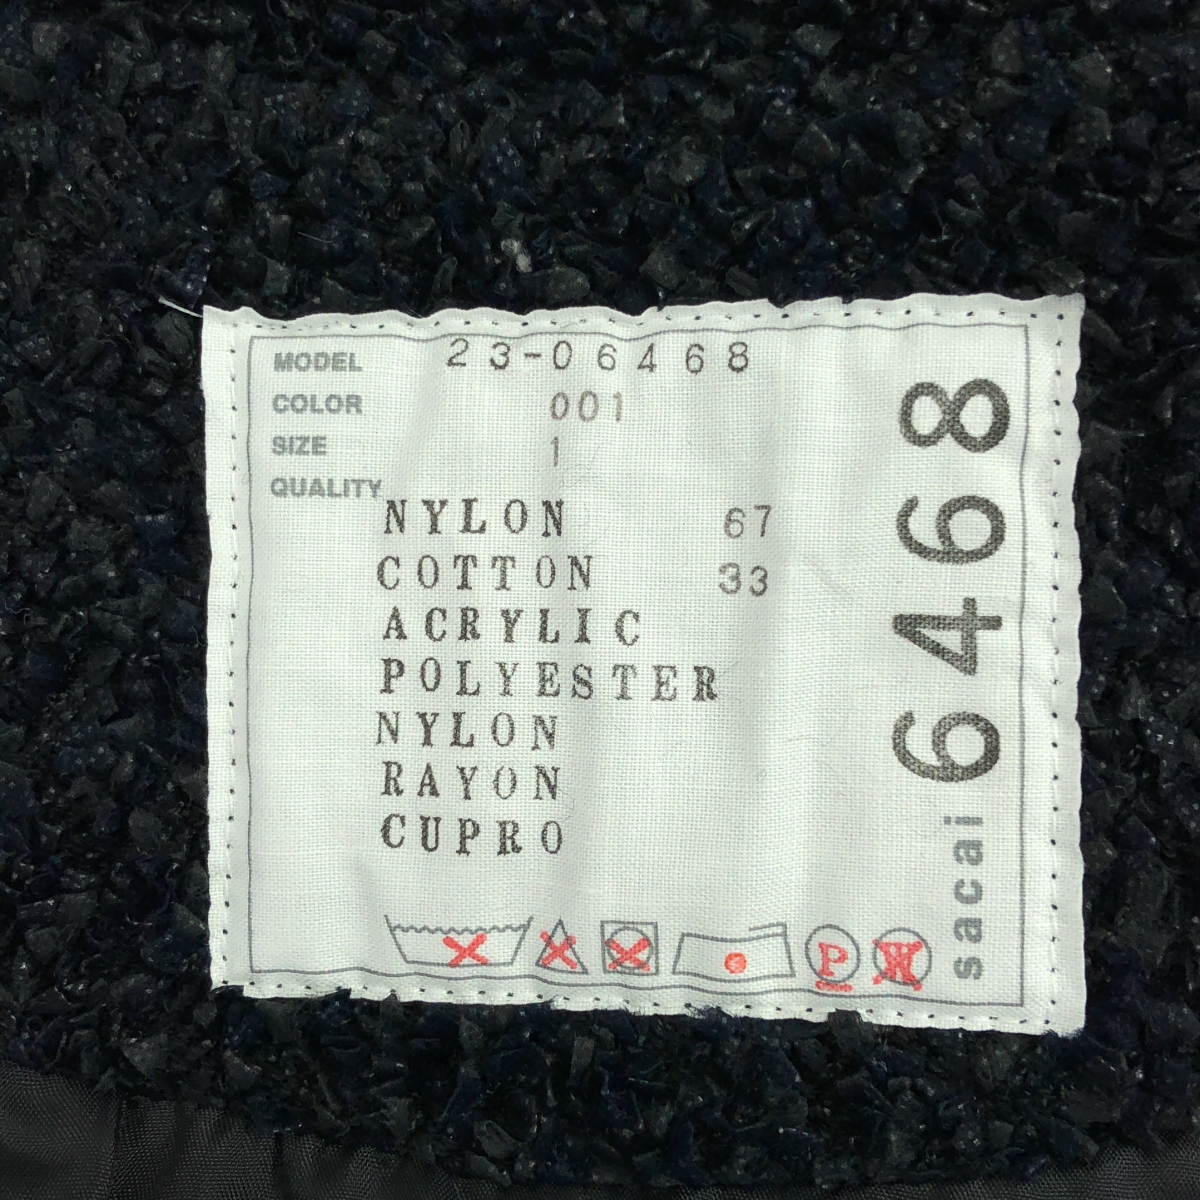 MODEL 23-06468
COLOR 001
SIZE 1
QUALITY
NYLON 67
COTTON 33
ACRYLIC
POLYESTER
NYLON
RAYON
CUPRO
P W
sacai 6468